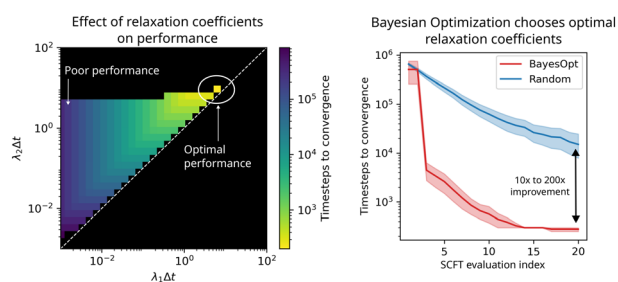 Effect of relaxation coefficients
on performance
10²
10⁰
10⁻²
λ₂Δt
Poor performance
Optimal
performance
10⁻²
10⁰
10²
λ₁Δt
10⁵
10⁴
10³
Timesteps to convergence
Bayesian Optimization chooses optimal
relaxation coefficients
10⁶
10⁵
10⁴
10³
Timesteps to convergence
BayesOpt
Random
10x to 200x
improvement
5
10
15
20
SCFT evaluation index